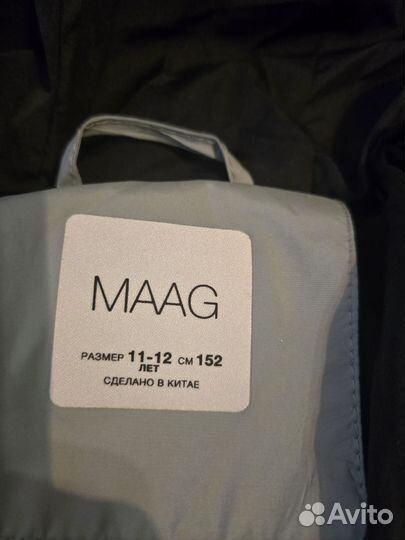 MAAG
РАЗМЕР 11-12 СМ 152
ЛЕТ
СДЕЛАНО В КИТАЕ
Avito